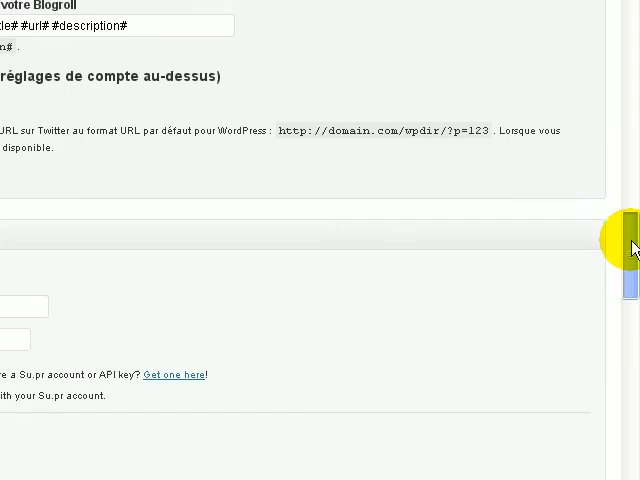 votre Blogroll
tle# #url# #description#
n# .
réglages de compte au-dessus)
URL sur Twitter au format URL par défaut pour WordPress : http://domain.com/wpdir/?p=123 . Lorsque vous
disponible.
re a Su.pr account or API key? Get one here!
ith your Su.pr account.